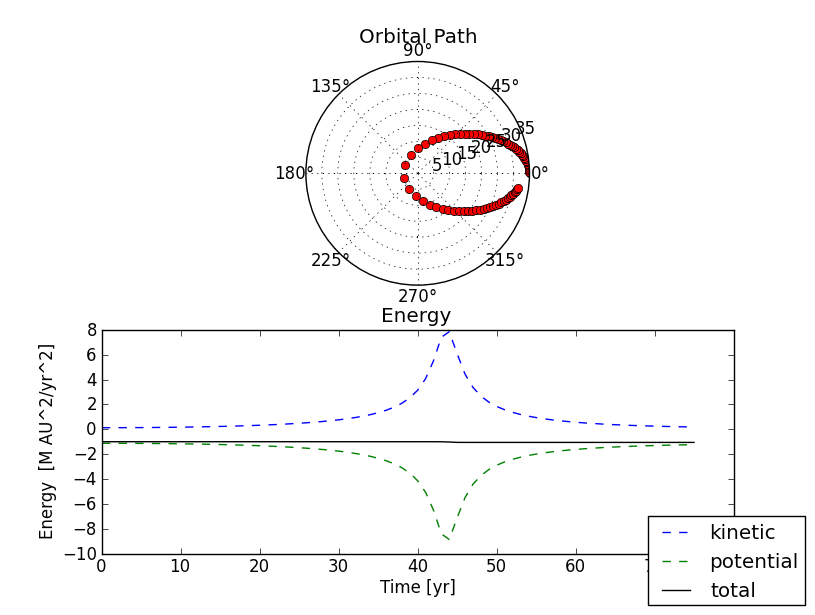 Orbital Path
90°
135° 45°
5 10 15 20 25 30 35
180° 0°
225° 315°
270°
Energy
8
6
4
2
0
−2
−4
−6
−8
−10
Energy [M AU^2/yr^2]
0 10 20 30 40 50 60
Time [yr]
kinetic
potential
total